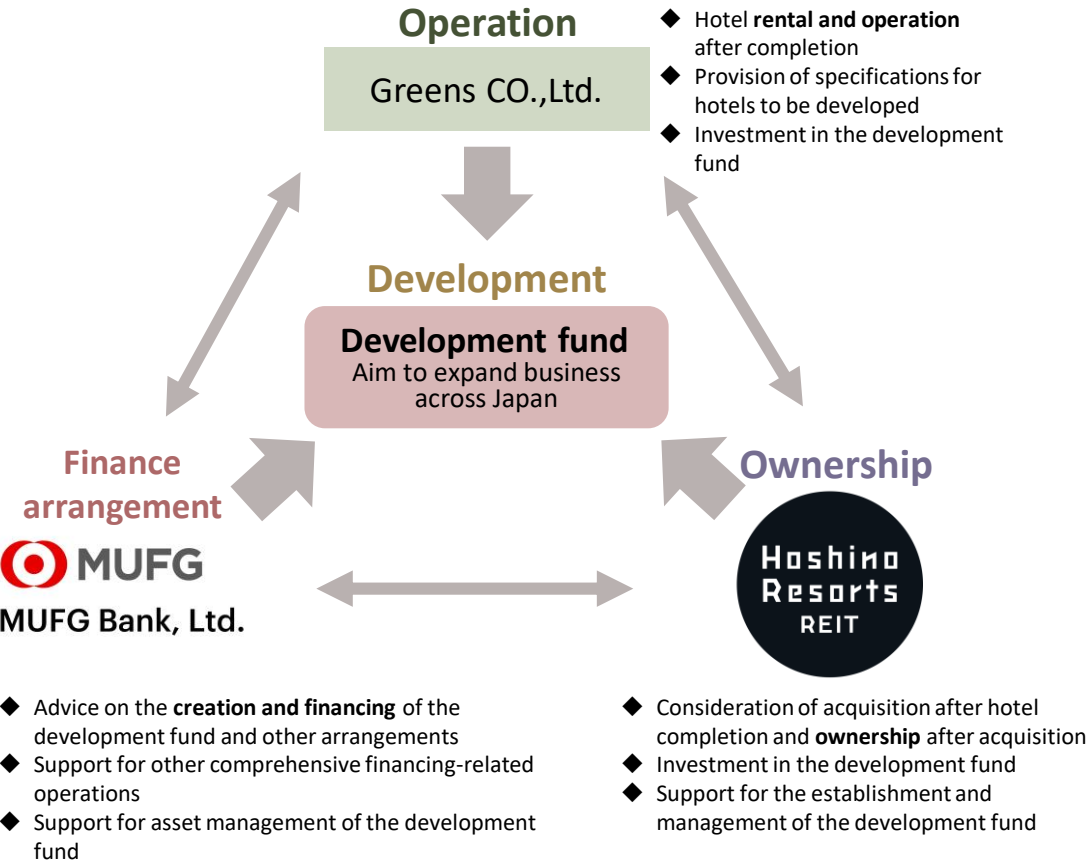 Operation
Greens CO.,Ltd.
◆ Hotel rental and operation
after completion
◆ Provision of specifications for
hotels to be developed
◆ Investment in the development
fund
Development
Development fund
Aim to expand business
across Japan
Finance
arrangement
MUFG
MUFG Bank, Ltd.
Ownership
Hoshino
Resorts
REIT
◆ Advice on the creation and financing of the
development fund and other arrangements
◆ Support for other comprehensive financing-related
operations
◆ Support for asset management of the development
fund
◆ Consideration of acquisition after hotel
completion and ownership after acquisition
◆ Investment in the development fund
◆ Support for the establishment and
management of the development fund